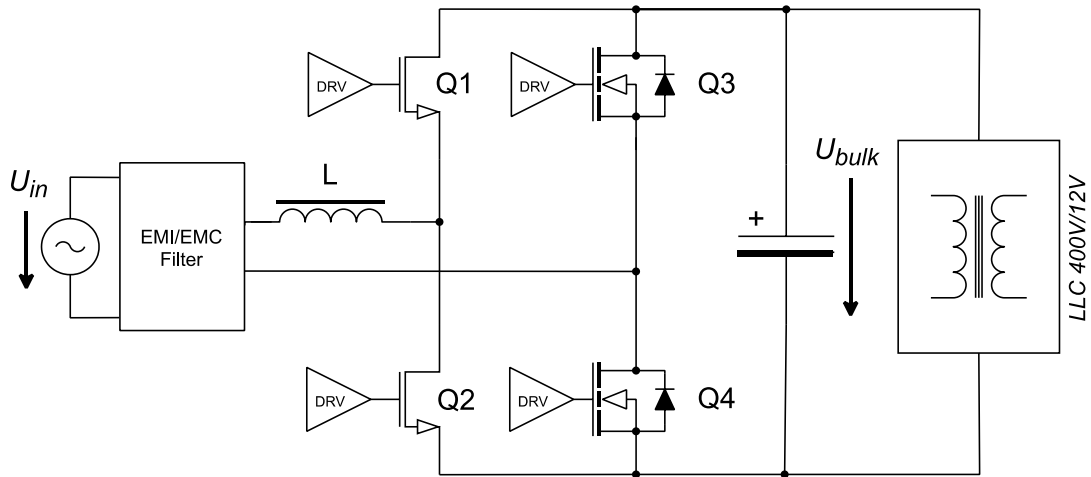 DRV
Q1
DRV
Q3
U_in
L
EMI/EMC
Filter
U_bulk
+
LLC 400V/12V
DRV
Q2
DRV
Q4